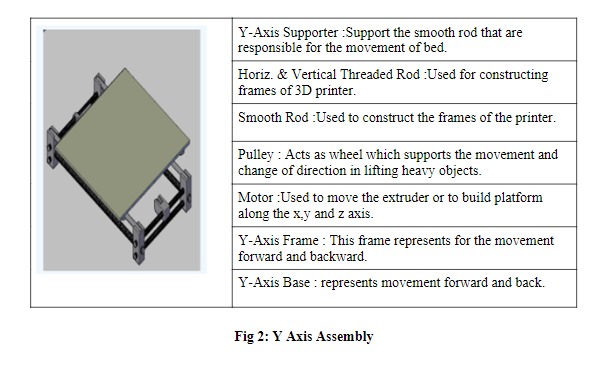 Y-Axis Supporter :Support the smooth rod that are
responsible for the movement of bed.
Horiz. & Vertical Threaded Rod :Used for constructing
frames of 3D printer.
Smooth Rod :Used to construct the frames of the printer.
Pulley : Acts as wheel which supports the movement and
change of direction in lifting heavy objects.
Motor :Used to move the extruder or to build platform
along the x,y and z axis.
Y-Axis Frame : This frame represents for the movement
forward and backward.
Y-Axis Base : represents movement forward and back.
Fig 2: Y Axis Assembly